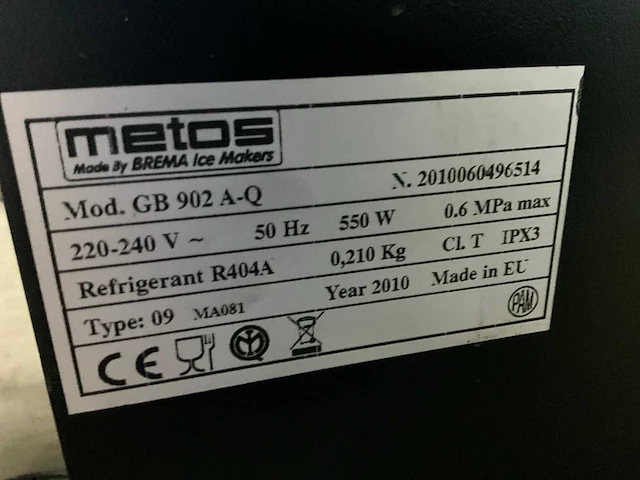 metos
Made By BREMA Ice Makers
Mod. GB 902 A-Q N. 2010060496514
220-240 V ~ 50 Hz 550 W 0.6 MPa max
Refrigerant R404A 0,210 Kg Cl. T IPX3
Type: 09 MA081 Year 2010 Made in EU
CE PAM